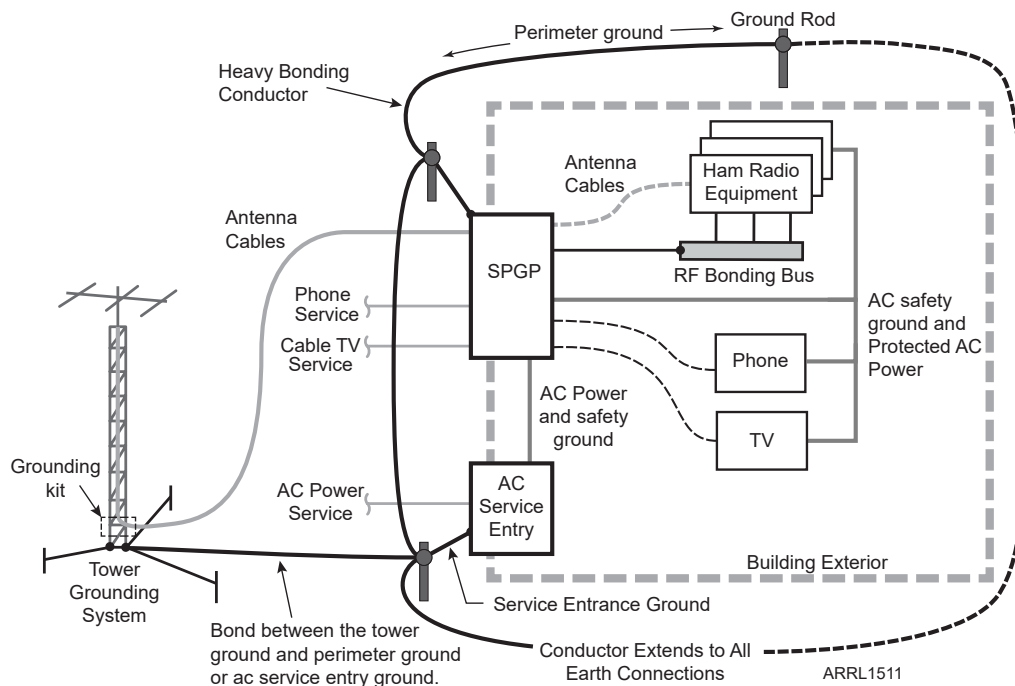 Ground Rod
Perimeter ground
Heavy Bonding
Conductor
Antenna
Cables
Ham Radio
Equipment
Antenna
Cables
SPGP
RF Bonding Bus
Phone
Service
Cable TV
Service
AC safety
ground and
Protected AC
Power
Phone
AC Power
and safety
ground
TV
Grounding
kit
AC Power
Service
AC
Service
Entry
Building Exterior
Tower
Grounding
System
Service Entrance Ground
Bond between the tower
ground and perimeter ground
or ac service entry ground.
Conductor Extends to All
Earth Connections
ARRL1511